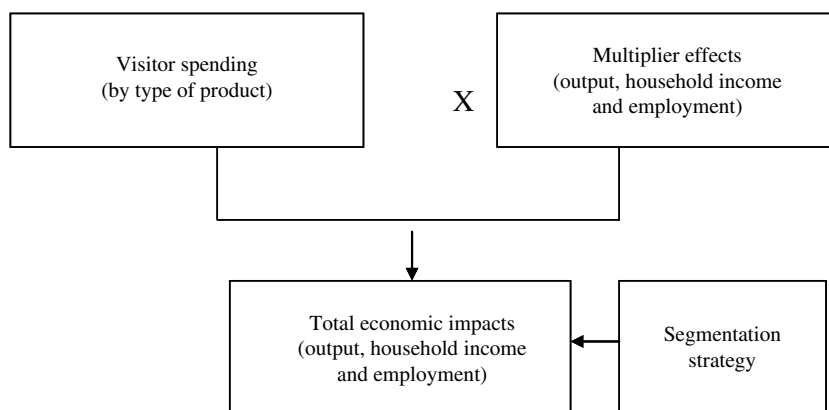 Visitor spending
(by type of product)
X
Multiplier effects
(output, household income
and employment)
Total economic impacts
(output, household income
and employment)
Segmentation
strategy